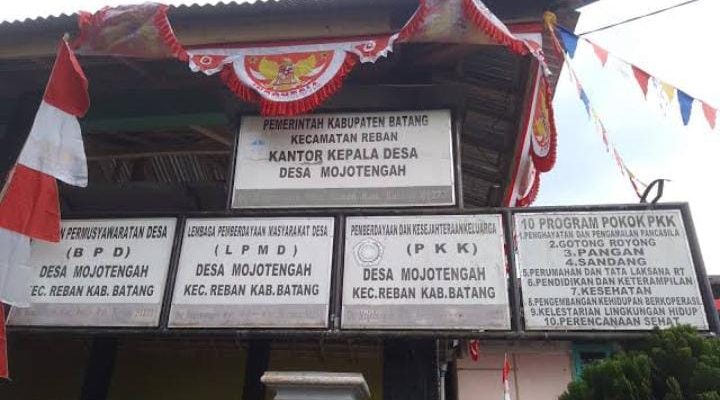 PEMERINTAH KABUPATEN BATANG
KECAMATAN REBAN
KANTOR KEPALA DESA
DESA MOJOTENGAH
PERMUSYAWARATAN DESA
(BPD)
DESA MOJOTENGAH
KEC.REBAN KAB.BATANG
LEMBAGA PEMBERDAYAAN MASYARAKAT DESA
(LPMD)
DESA MOJOTENGAH
KEC.REBAN KAB.BATANG
PEMBERDAYAAN DAN KESEJAHTERAANKELUARGA
(PKK)
DESA MOJOTENGAH
KEC.REBAN KAB.BATANG
10 PROGRAM POKOK PKK
1.PENGHAYATAN DAN PENGAMALAN PANCASILA
2.GOTONG ROYONG
3.PANGAN
4.SANDANG
5.PERUMAHAN DAN TATA LAKSANA RT
6.PENDIDIKAN DAN KETERAMPILAN
7.KESEHATAN
8.PENGEMBANGAN KEHIDUPAN BERKOPERASI
9.KELESTARIAN LINGKUNGAN HIDUP
10.PERENCANAAN SEHAT